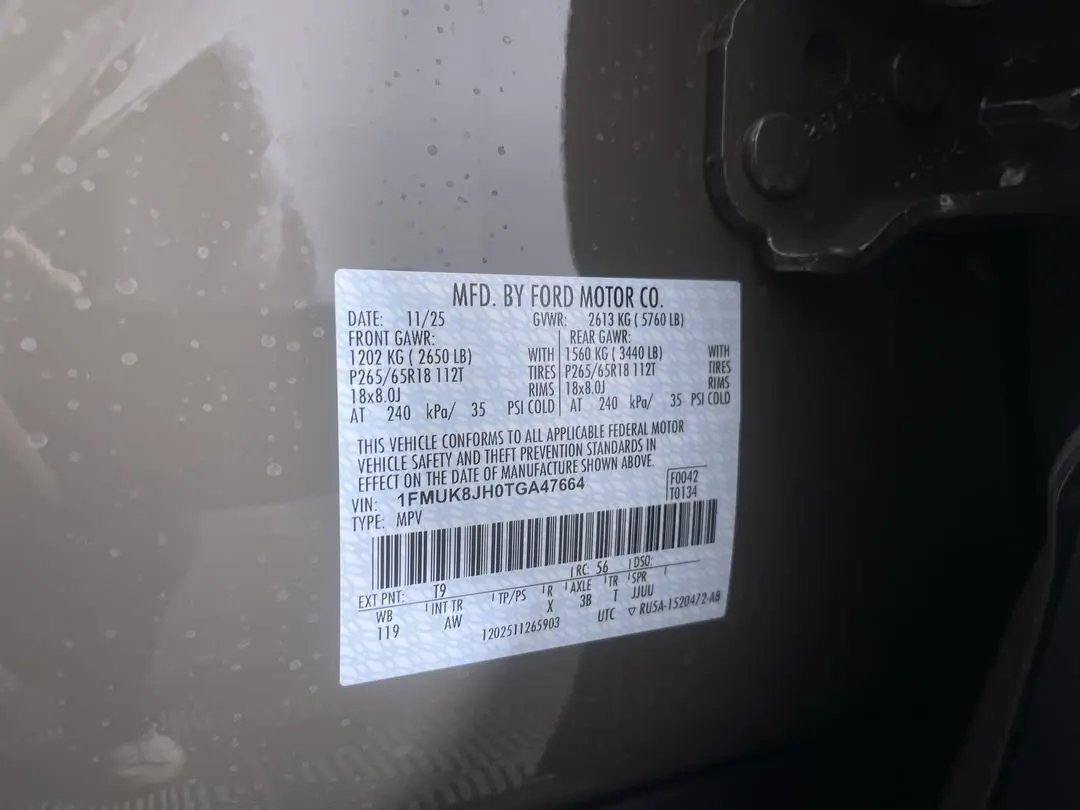 MFD. BY FORD MOTOR CO.
DATE: 11/25 GVWR: 2613 KG ( 5760 LB)
FRONT GAWR: REAR GAWR:
1202 KG ( 2650 LB) WITH 1560 KG ( 3440 LB) WITH
P265/65R18 112T TIRES P265/65R18 112T TIRES
18x8.0J RIMS 18x8.0J RIMS
AT 240 kPa/ 35 PSI COLD AT 240 kPa/ 35 PSI COLD
THIS VEHICLE CONFORMS TO ALL APPLICABLE FEDERAL MOTOR
VEHICLE SAFETY AND THEFT PREVENTION STANDARDS IN
EFFECT ON THE DATE OF MANUFACTURE SHOWN ABOVE.
VIN: 1FMUK8JH0TGA47664 F0042
TYPE: MPV T0134
EXT PNT: T9 RC: 56 DSO:
WB INT TR TP/PS R AXLE TR SPR
119 AW X 3B T JJUU
1202511265903 UTC ▽ RU5A-1520472-AB